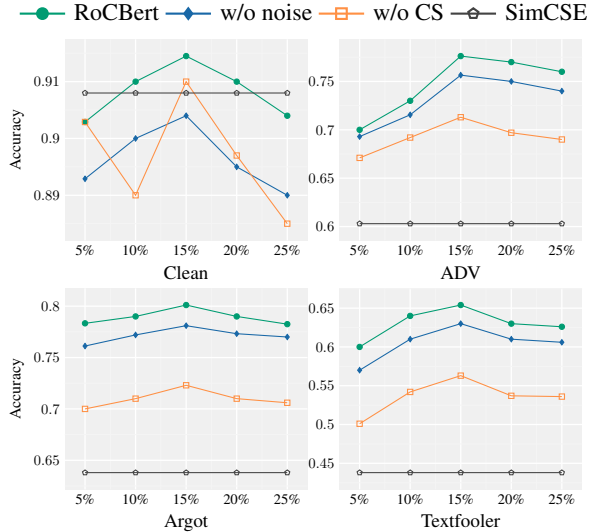 RoCBert w/o noise w/o CS SimCSE
Accuracy
0.91
0.9
0.89
5% 10% 15% 20% 25%
Clean
0.75
0.7
0.65
0.6
5% 10% 15% 20% 25%
ADV
Accuracy
0.8
0.75
0.7
0.65
5% 10% 15% 20% 25%
Argot
0.65
0.6
0.55
0.5
0.45
5% 10% 15% 20% 25%
Textfooler